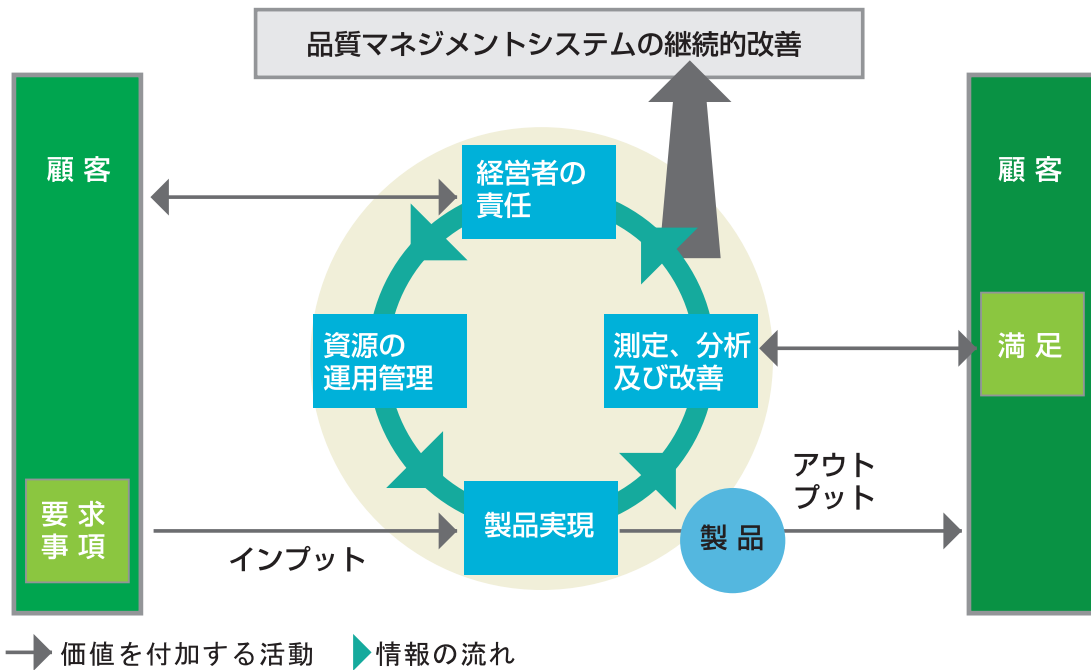 品質マネジメントシステムの継続的改善
顧客
顧客
経営者の
責任
資源の
運用管理
測定、分析
及び改善
満足
要求
事項
インプット
製品実現
製品
アウト
プット
価値を付加する活動
情報の流れ